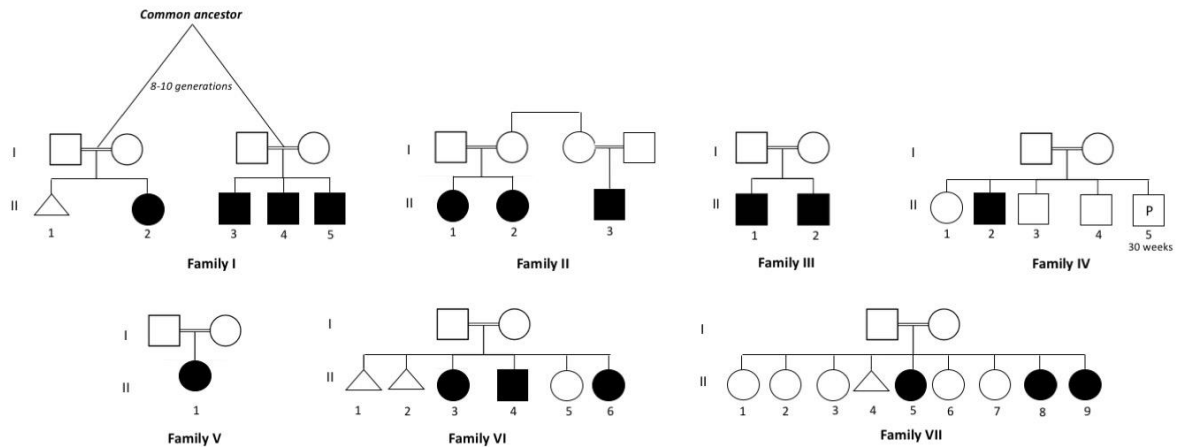 Common ancestor
8-10 generations
I
II
1 2 3 4 5
Family I
I
II
1 2 3
Family II
I
II
1 2
Family III
I
II
P
1 2 3 4 5
30 weeks
Family IV
I
II
1
Family V
I
II
1 2 3 4 5 6
Family VI
I
II
1 2 3 4 5 6 7 8 9
Family VII